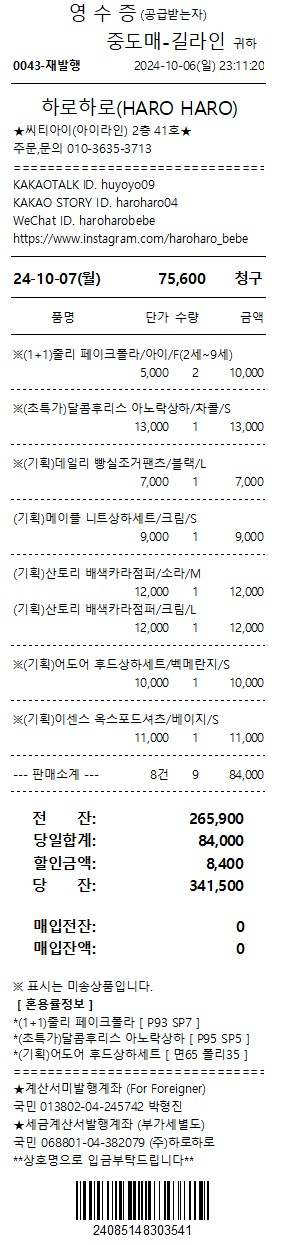 영 수 증 (공급받는자)
중도매-길라인 귀하
0043-재발행 2024-10-06(일) 23:11:20
하로하로(HARO HARO)
★씨티아이(아이라인) 2층 41호★
주문,문의 010-3635-3713
==============================
KAKAOTALK ID. huyoyo09
KAKAO STORY ID. haroharo04
WeChat ID. haroharobebe
https://www.instagram.com/haroharo_bebe
24-10-07(월) 75,600 청구
품명 단가 수량 금액
※(1+1)줄리 페이크폴라/아이/F(2세~9세)
5,000 2 10,000
※(초특가)달콤후리스 아노락상하/차콜/S
13,000 1 13,000
※(기획)데일리 빵실조거팬츠/블랙/L
7,000 1 7,000
(기획)메이플 니트상하세트/크림/S
9,000 1 9,000
(기획)산토리 배색카라점퍼/소라/M
12,000 1 12,000
(기획)산토리 배색카라점퍼/크림/L
12,000 1 12,000
※(기획)어도어 후드상하세트/백메란지/S
10,000 1 10,000
※(기획)이센스 옥스포드셔츠/베이지/S
11,000 1 11,000
--- 판매소계 --- 8건 9 84,000
전 잔: 265,900
당일합계: 84,000
할인금액: 8,400
당 잔: 341,500
매입전잔: 0
매입잔액: 0
※ 표시는 미송상품입니다.
[ 혼용률정보 ]
*(1+1)줄리 페이크폴라 [ P93 SP7 ]
*(초특가)달콤후리스 아노락상하 [ P95 SP5 ]
*(기획)어도어 후드상하세트 [ 면65 폴리35 ]
==============================
★계산서미발행계좌 (For Foreigner)
국민 013802-04-245742 박형진
★세금계산서발행계좌 (부가세별도)
국민 068801-04-382079 (주)하로하로
**상호명으로 입금부탁드립니다**
24085148303541